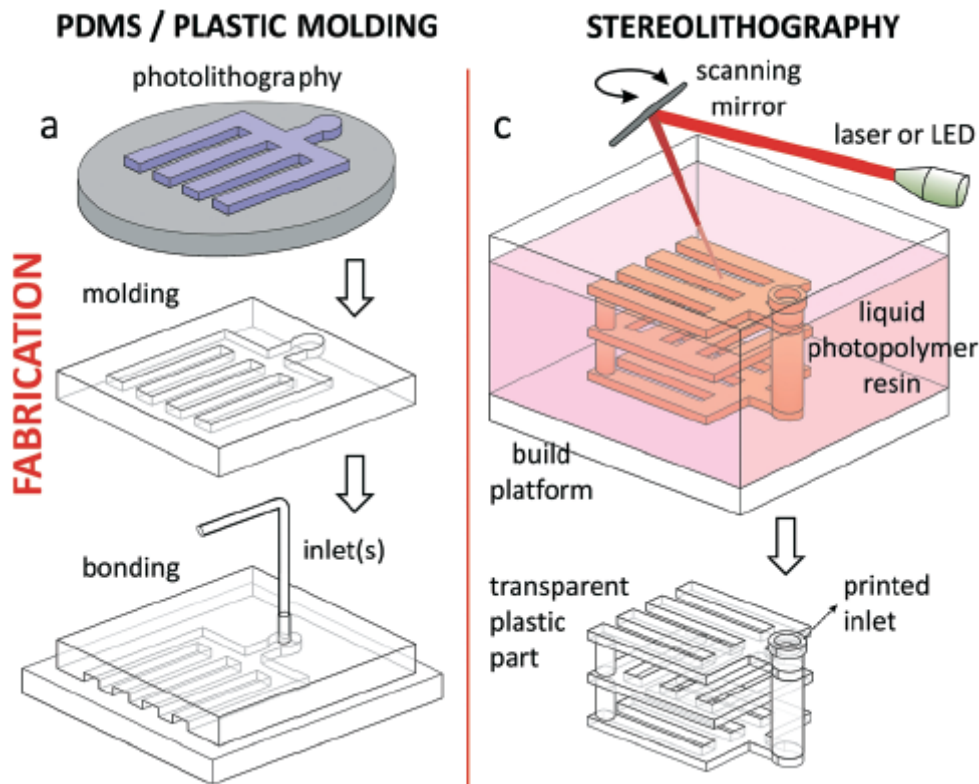 PDMS / PLASTIC MOLDING
photolithography
a
FABRICATION
molding
inlet(s)
bonding
STEREOLITHOGRAPHY
scanning
mirror
c
laser or LED
liquid
photopolymer
resin
build
platform
transparent
plastic
part
printed
inlet